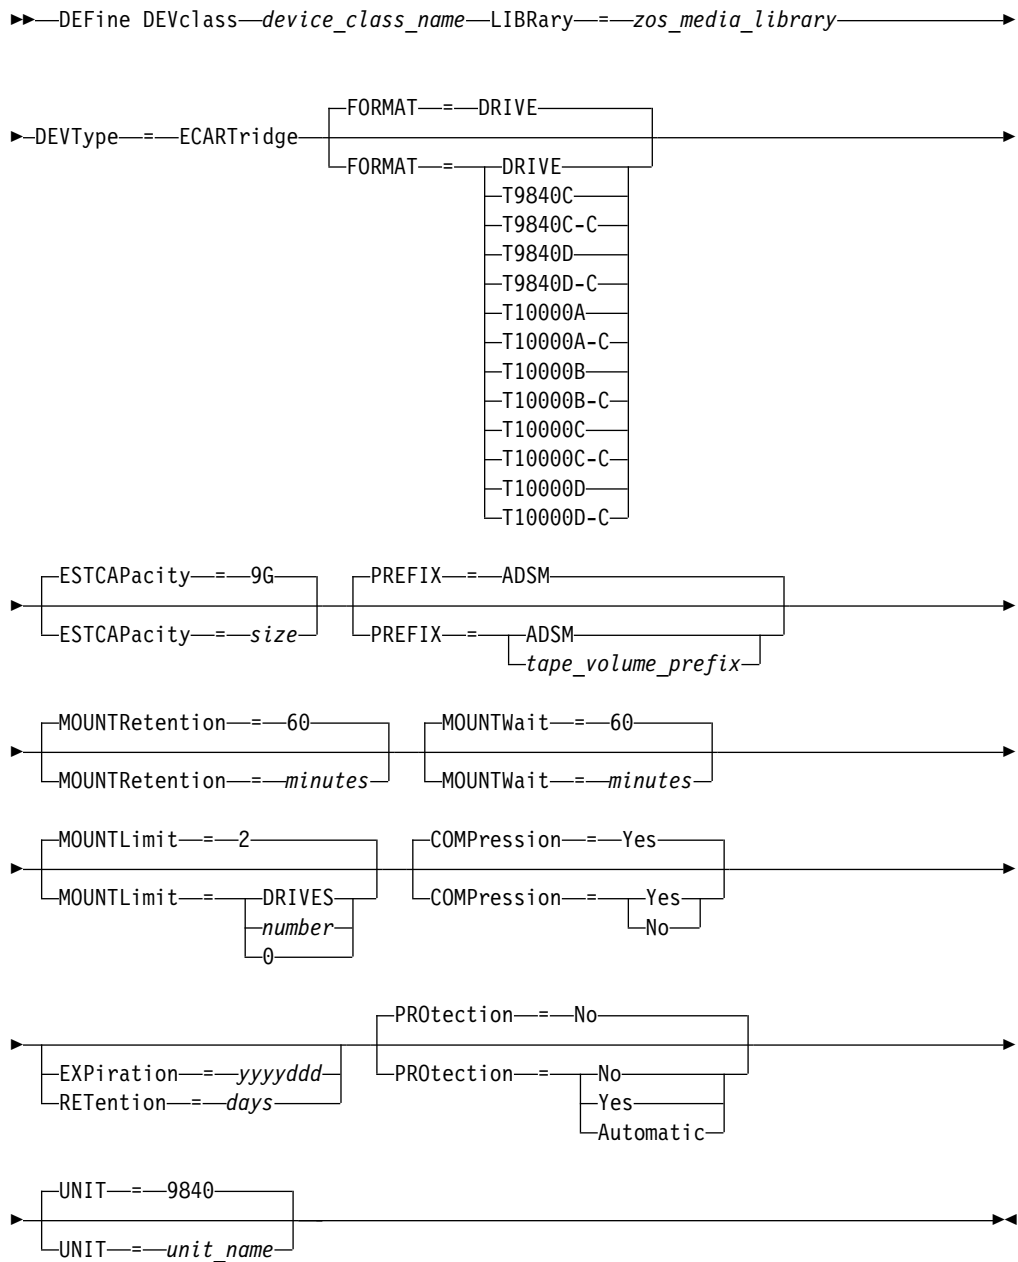 DEFine DEVclass device_class_name LIBRary = zos_media_library
FORMAT = DRIVE
DEVType = ECARTridge
FORMAT = DRIVE
T9840C
T9840C-C
T9840D
T9840D-C
T10000A
T10000A-C
T10000B
T10000B-C
T10000C
T10000C-C
T10000D
T10000D-C
ESTCAPacity = 9G PREFIX = ADSM
ESTCAPacity = size PREFIX = ADSM
tape_volume_prefix
MOUNTRetention = 60 MOUNTWait = 60
MOUNTRetention = minutes MOUNTWait = minutes
MOUNTLimit = 2 COMPression = Yes
MOUNTLimit = DRIVES COMPression = Yes
number No
0
PROtection = No
EXPiration = yyyyddd PROtection = No
RETention = days Yes
Automatic
UNIT = 9840
UNIT = unit_name